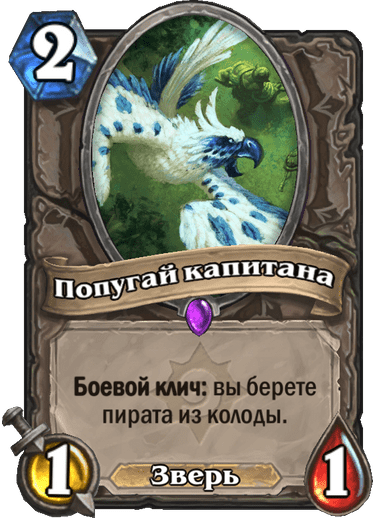 2
Попугай капитана
Боевой клич: вы берете
пирата из колоды.
1
Зверь
1